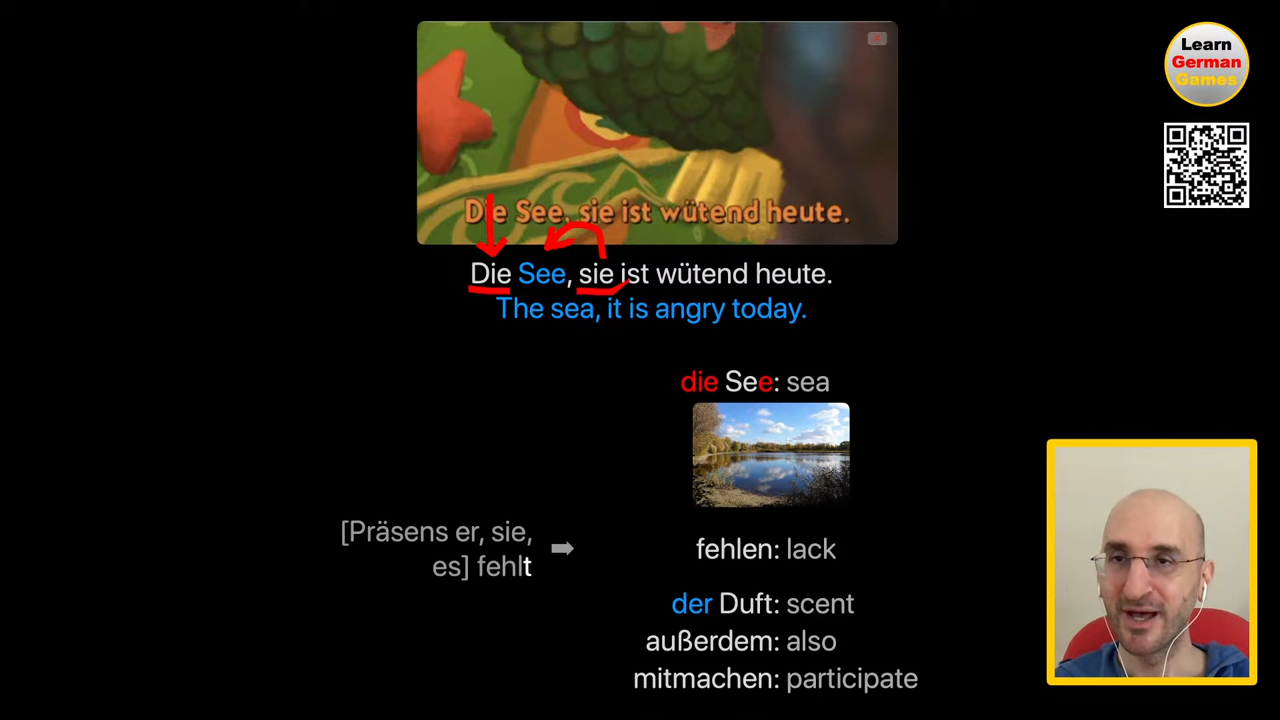 Learn
German
Games
Die See, sie ist wütend heute.
Die See, sie ist wütend heute.
The sea, it is angry today.
die See: sea
[Präsens er, sie,
es] fehlt
➡
fehlen: lack
der Duft: scent
außerdem: also
mitmachen: participate